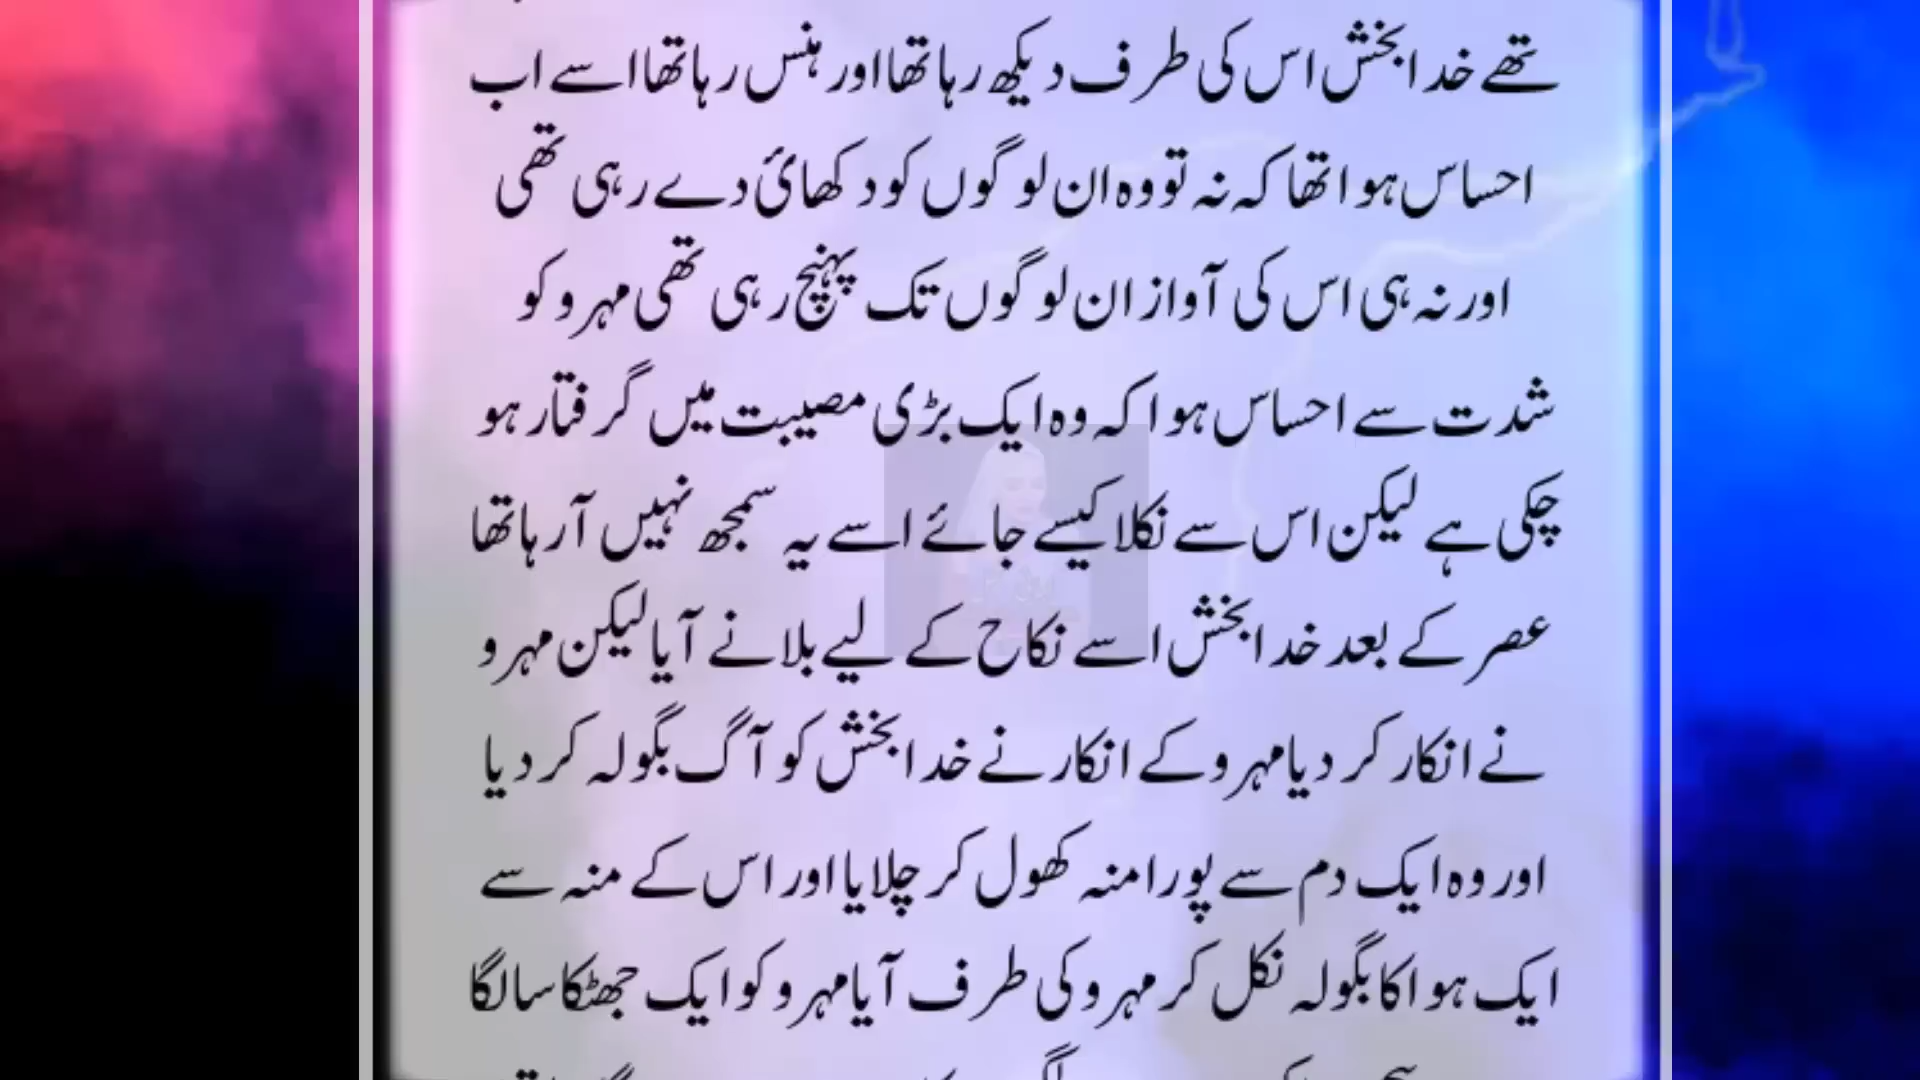 تھے خدا بخش اس کی طرف دیکھ رہا تھا اور ہنس رہا تھا اسے اب
احساس ہوا تھا کہ نہ تو وہ ان لوگوں کو دکھائ دے رہی تھی
اور نہ ہی اس کی آواز ان لوگوں تک پہنچ رہی تھی مہرو کو
شدت سے احساس ہوا کہ وہ ایک بڑی مصیبت میں گرفتار ہو
چکی ہے لیکن اس سے نکلا کیسے جائے اسے یہ سمجھ نہیں آ رہا تھا
عصر کے بعد خدا بخش اسے نکاح کے لیے بلانے آیا لیکن مہرو
نے انکار کر دیا مہرو کے انکار نے خدا بخش کو آگ بگولہ کر دیا
اور وہ ایک دم سے پورا منہ کھول کر چلایا اور اس کے منہ سے
ایک ہوا کا بگولہ نکل کر مہرو کی طرف آیا مہرو کو ایک جھٹکا سا لگا